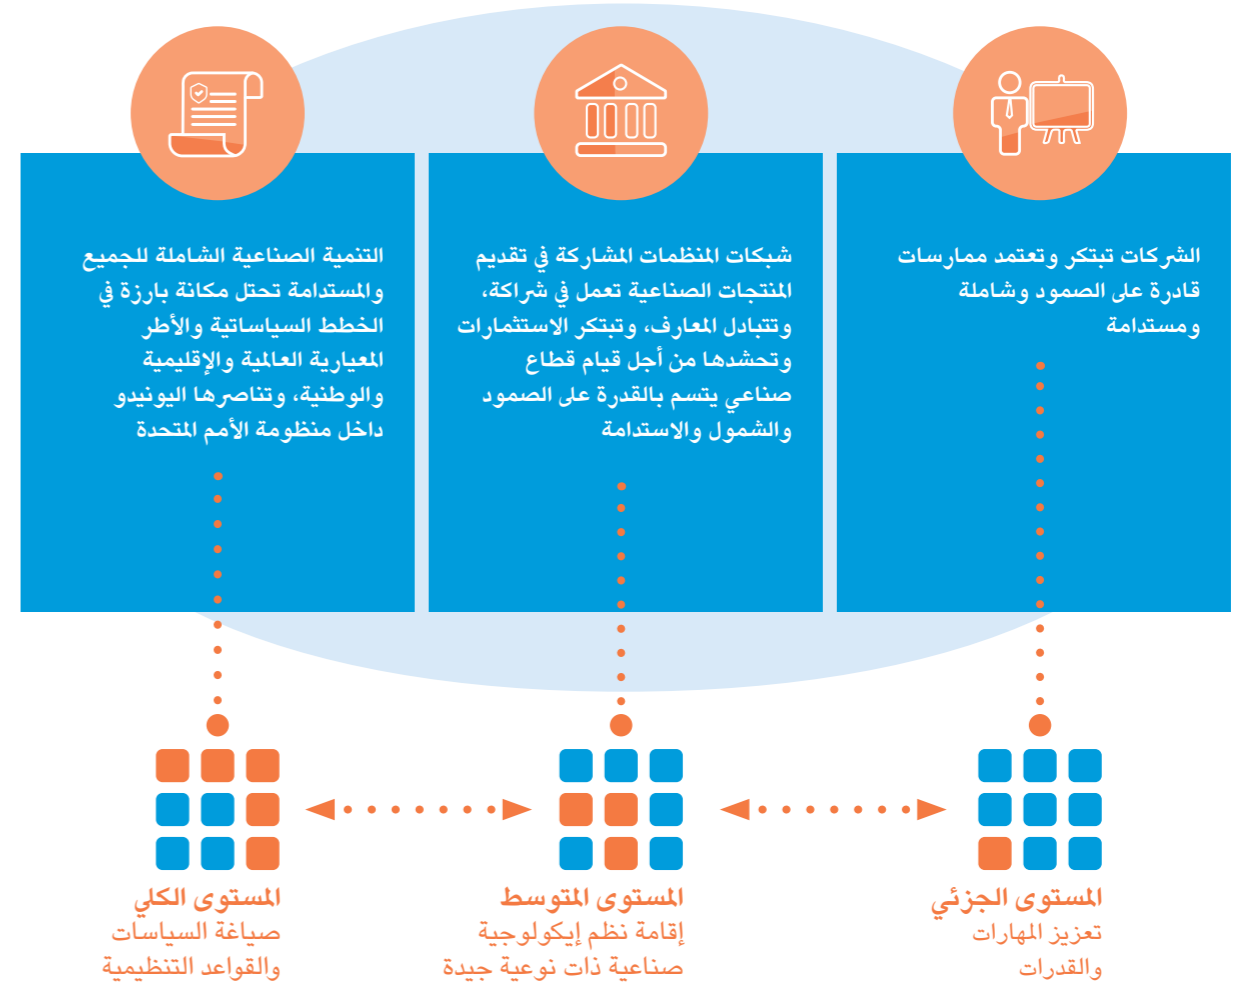 الشركات تبتكر وتعتمد ممارسات
قادرة على الصمود وشاملة
ومستدامة
شبكات المنظمات المشاركة في تقديم
المنتجات الصناعية تعمل في شراكة،
وتتبادل المعارف، وتبتكر الاستثمارات
وتحشدها من أجل قيام قطاع
صناعي يتسم بالقدرة على الصمود
والشمول والاستدامة
التنمية الصناعية الشاملة للجميع
والمستدامة تحتل مكانة بارزة في
الخطط السياساتية والأطر
المعيارية العالمية والإقليمية
والوطنية، وتناصرها اليونيدو
داخل منظومة الأمم المتحدة
المستوى الجزئي
تعزيز المهارات
والقدرات
المستوى المتوسط
إقامة نظم إيكولوجية
صناعية ذات نوعية جيدة
المستوى الكلي
صياغة السياسات
والقواعد التنظيمية